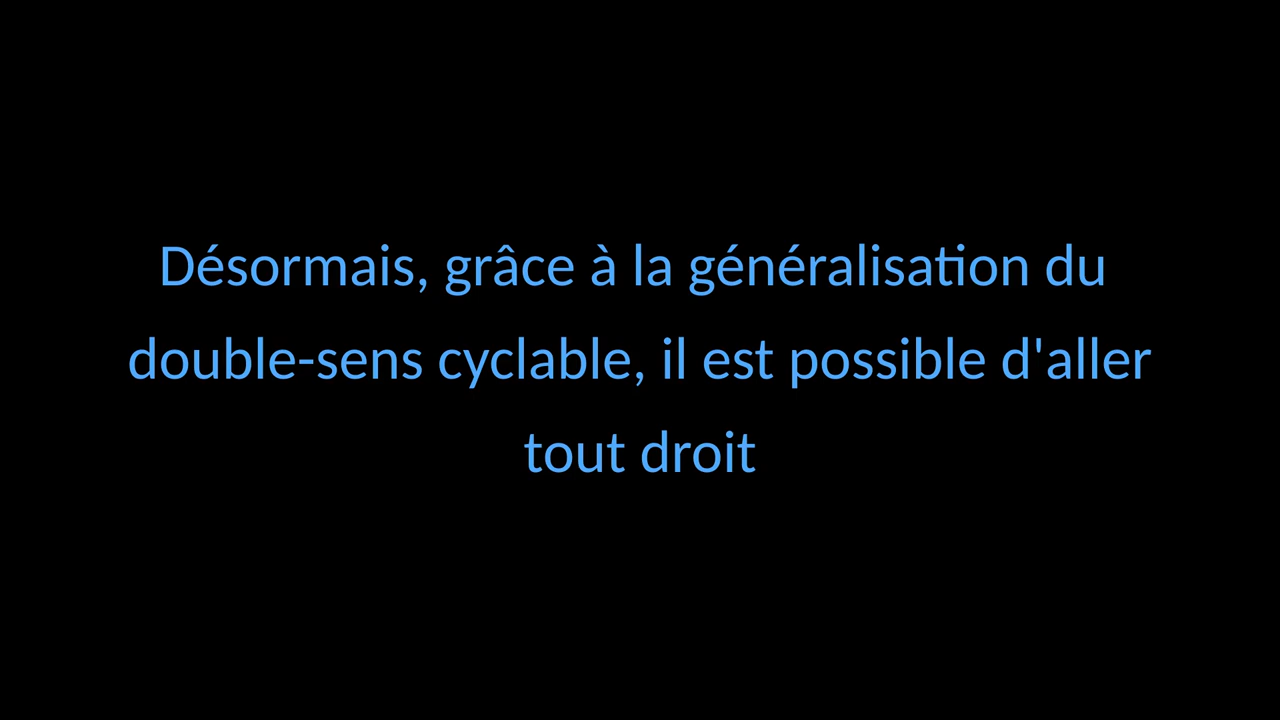 Désormais, grâce à la généralisation du
double-sens cyclable, il est possible d'aller
tout droit